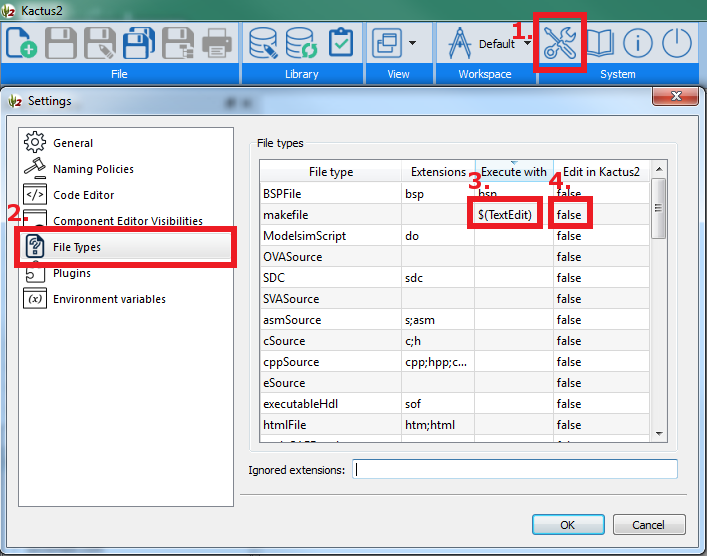 Kactus2
1.
Default
File
Library
View
Workspace
System
Settings
General
Naming Policies
Code Editor
2.
Component Editor Visibilities
File Types
Plugins
Environment variables
File types
File type Extensions Execute with Edit in Kactus2
3. 4.
BSPFile bsp bsp false
makefile $(TextEdit) false
ModelsimScript do false
OVASource false
SDC sdc false
SVASource false
asmSource s;asm false
cSource c;h false
cppSource cpp;hpp;c... false
eSource false
executableHdl sof false
htmlFile htm;html false
Ignored extensions:
OK Cancel